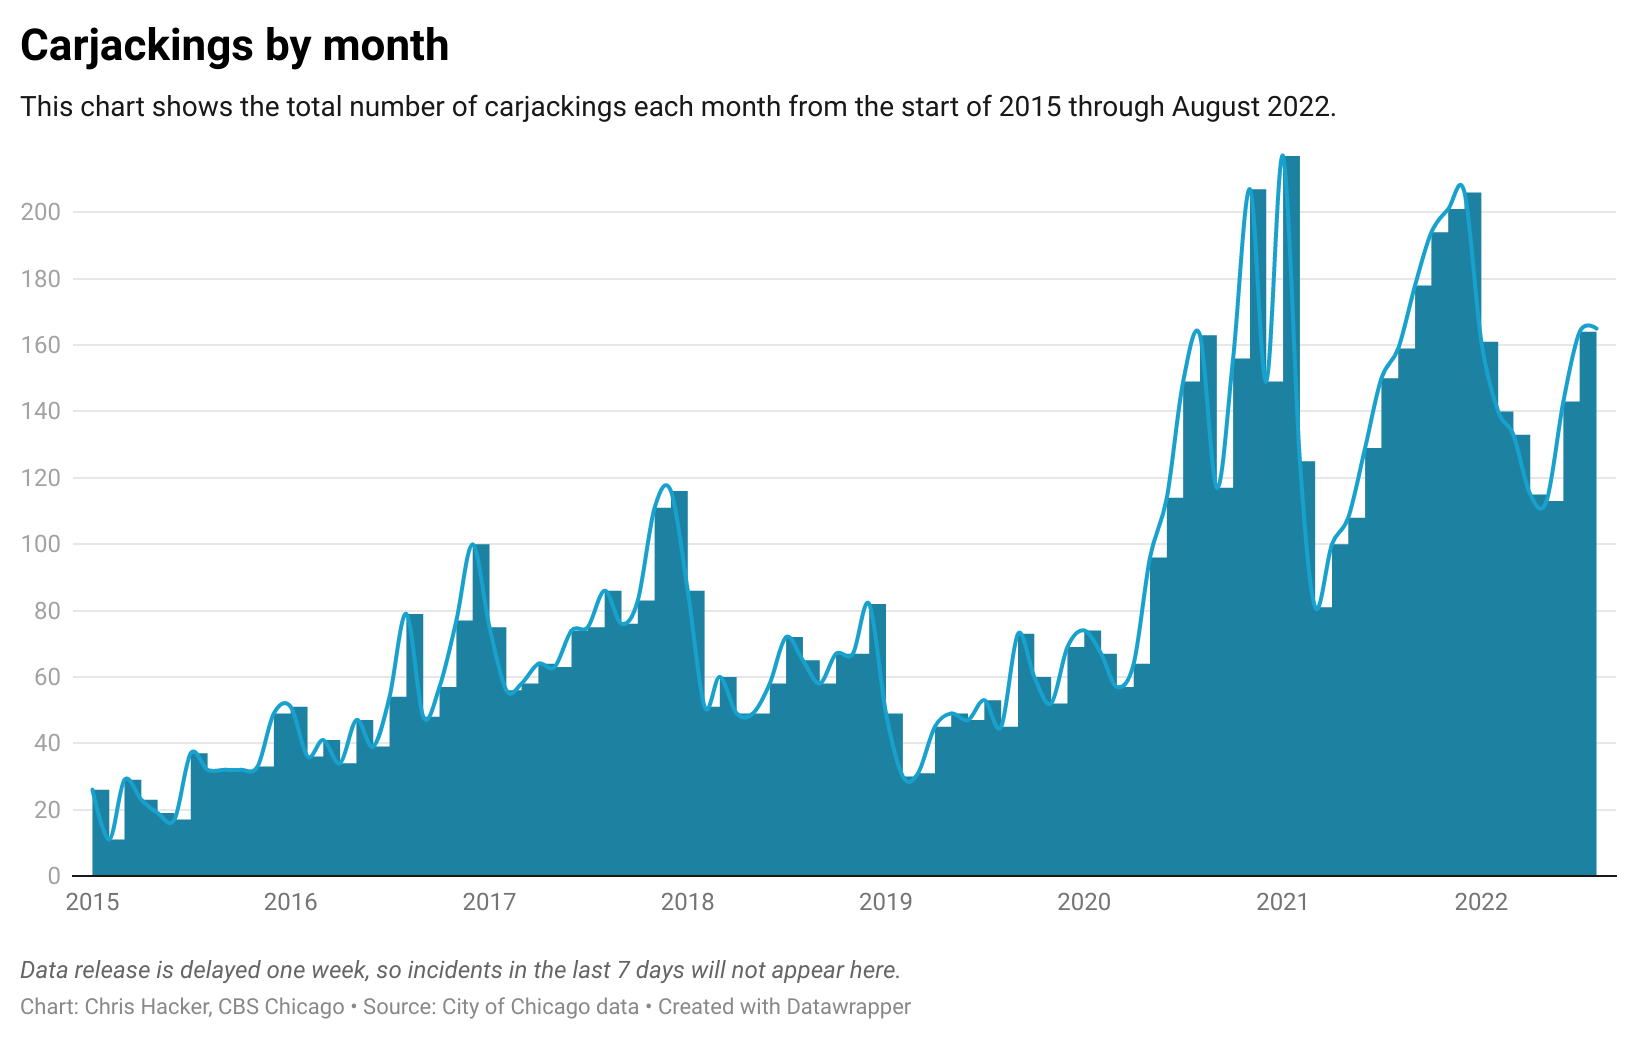 Carjackings by month
This chart shows the total number of carjackings each month from the start of 2015 through August 2022.
200
180
160
140
120
100
80
60
40
20
0
2015 2016 2017 2018 2019 2020 2021 2022
Data release is delayed one week, so incidents in the last 7 days will not appear here.
Chart: Chris Hacker, CBS Chicago • Source: City of Chicago data • Created with Datawrapper